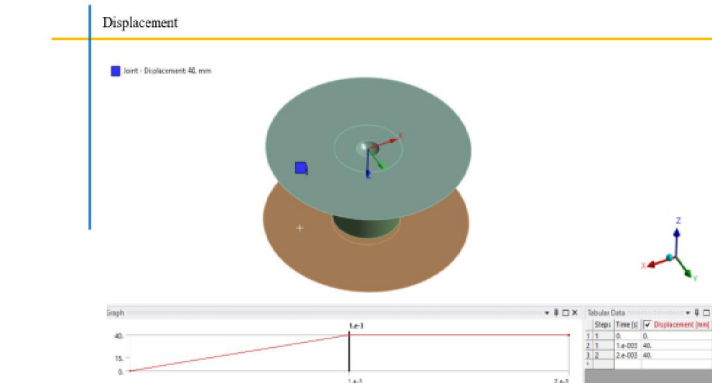 Displacement
Joint - Displacement: 40. mm
X
Z
X
Y
Graph
Tabular Data
Steps Time [s] Displacement [mm]
1 1 0. 0.
2 1 1.e-003 40.
3 2 2.e-003 40.
*
1.e-3
40.
15.
0.
1.e-3
2.e-3